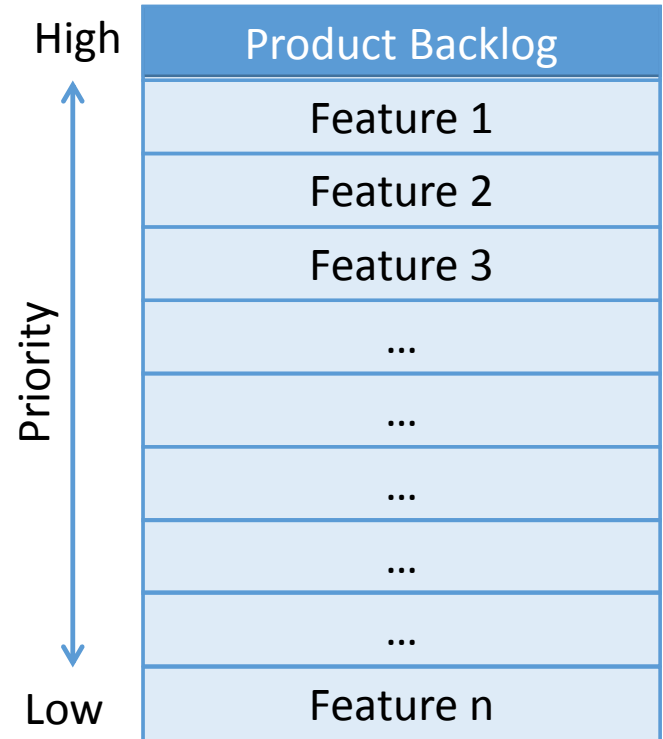 High
Product Backlog
Feature 1
Feature 2
Feature 3
Priority
...
...
...
...
...
Low
Feature n